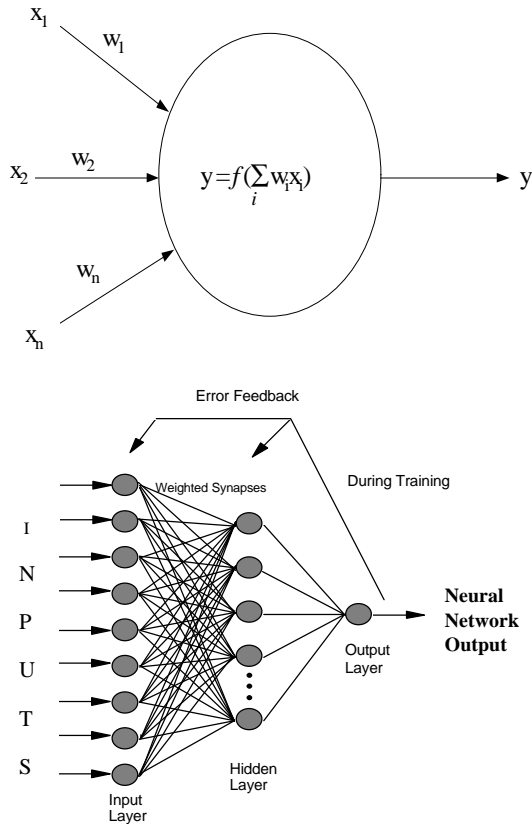 x1
w1
x2
w2
y=f(∑i wixi)
y
wn
xn
Error Feedback
Weighted Synapses
During Training
I
N
P
U
T
S
Neural
Network
Output
Output
Layer
Hidden
Layer
Input
Layer